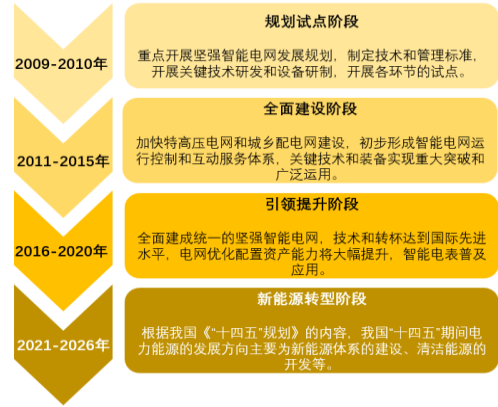 规划试点阶段
2009-2010年
重点开展坚强智能电网发展规划，制定技术和管理标准，
开展关键技术研发和设备研制，开展各环节的试点。
全面建设阶段
2011-2015年
加快特高压电网和城乡配电网建设，初步形成智能电网运
行控制和互动服务体系，关键技术和装备实现重大突破和
广泛运用。
引领提升阶段
2016-2020年
全面建成统一的坚强智能电网，技术和转杯达到国际先进
水平，电网优化配置资产能力将大幅提升，智能电表普及
应用。
新能源转型阶段
2021-2026年
根据我国《“十四五”规划》的内容，我国“十四五”期间电
力能源的发展方向主要为新能源体系的建设、清洁能源的
开发等。